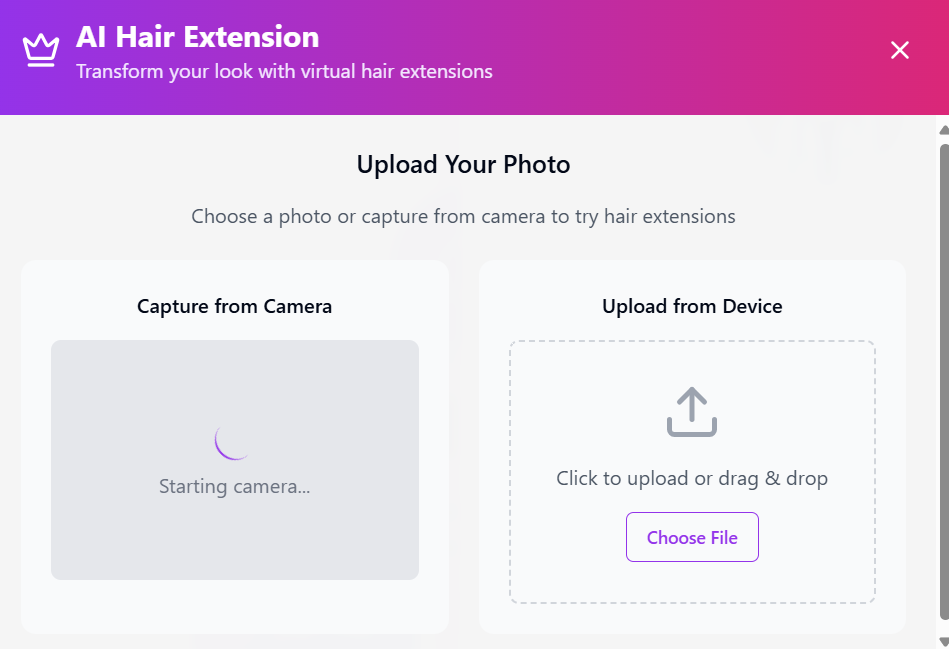 AI Hair Extension
Transform your look with virtual hair extensions
Upload Your Photo
Choose a photo or capture from camera to try hair extensions
Capture from Camera
Starting camera...
Upload from Device
Click to upload or drag & drop
Choose File